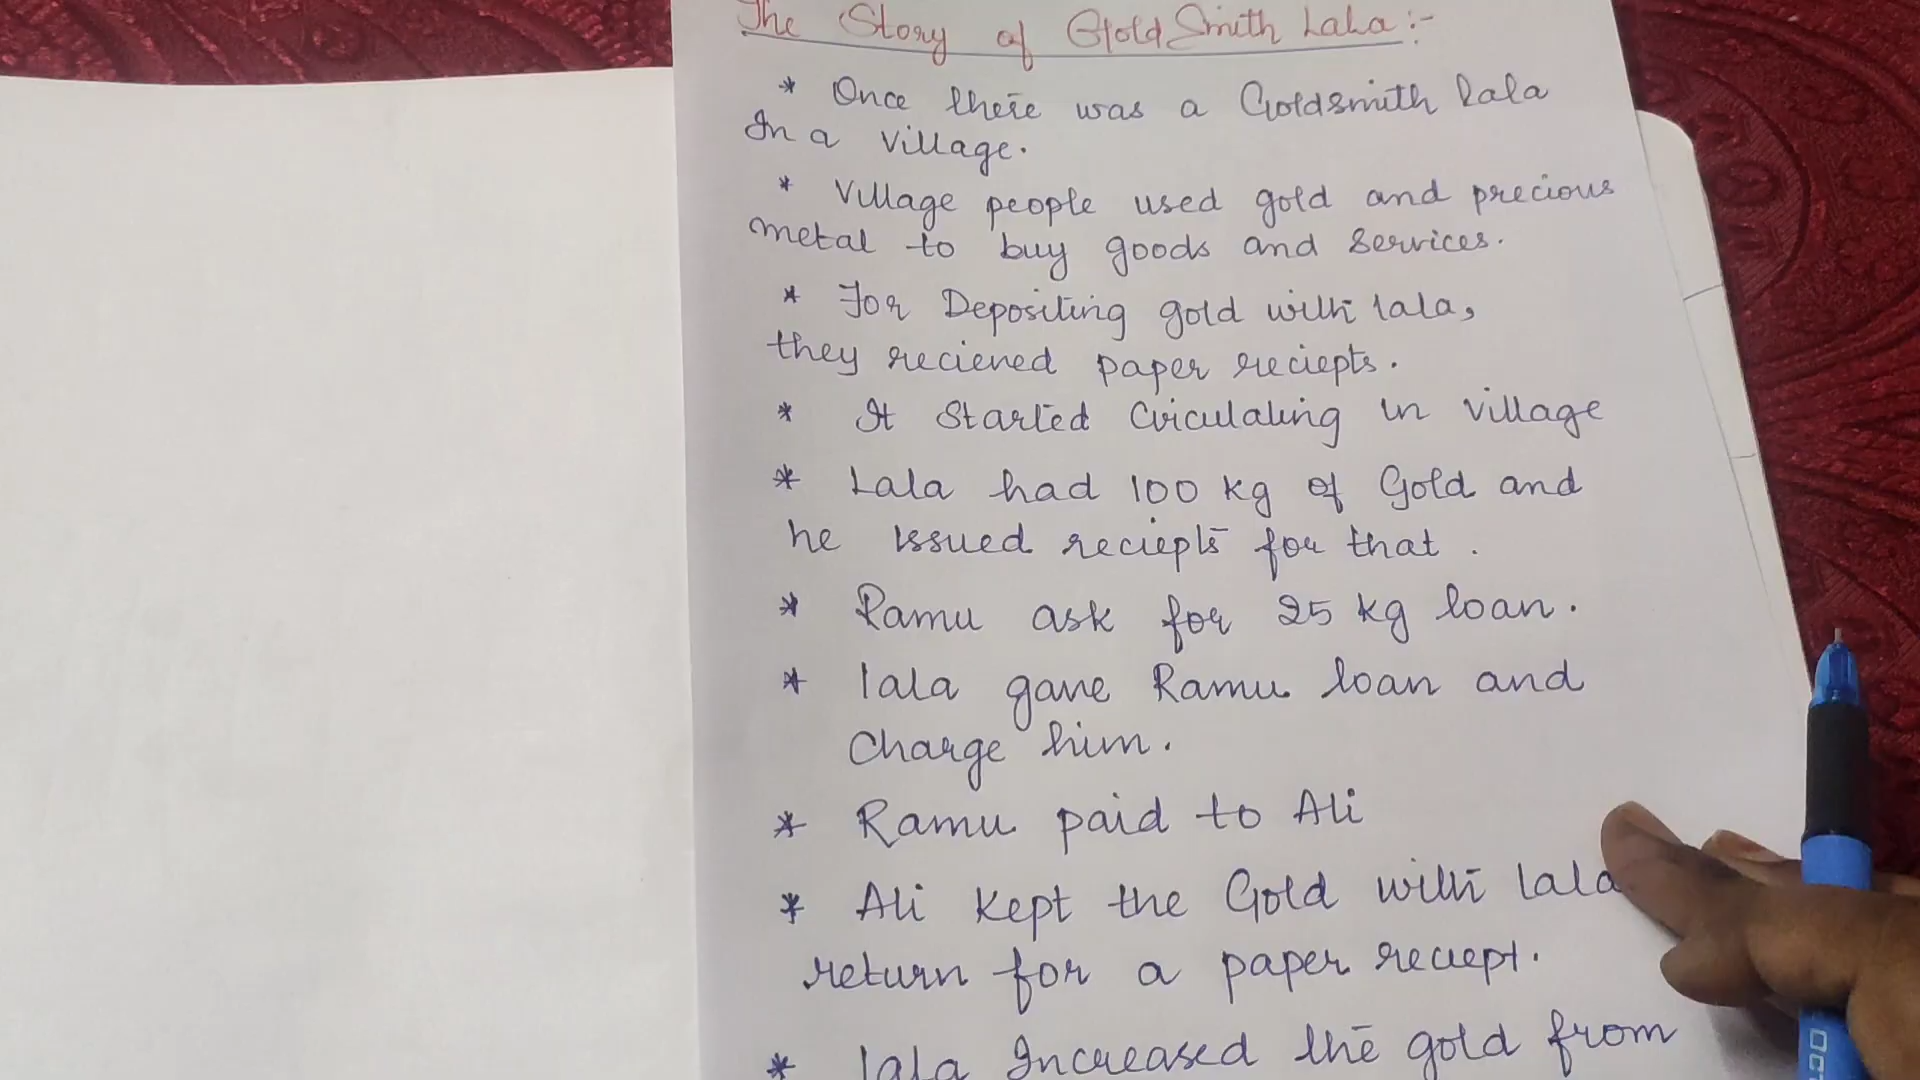 The Story of Gold Smith Lala :-
* Once there was a Goldsmith lala
In a village.
* Village people used gold and precious
metal to buy goods and services.
* For Depositing gold with lala,
they recieved paper reciepts.
* It Started Circulating in village
* Lala had 100 kg of Gold and
he issued reciepts for that .
* Ramu ask for 25 kg loan.
* lala gave Ramu loan and
Charge him.
* Ramu paid to Ali
* Ali kept the Gold with lala
return for a paper reciept.
* lala Increased the gold from